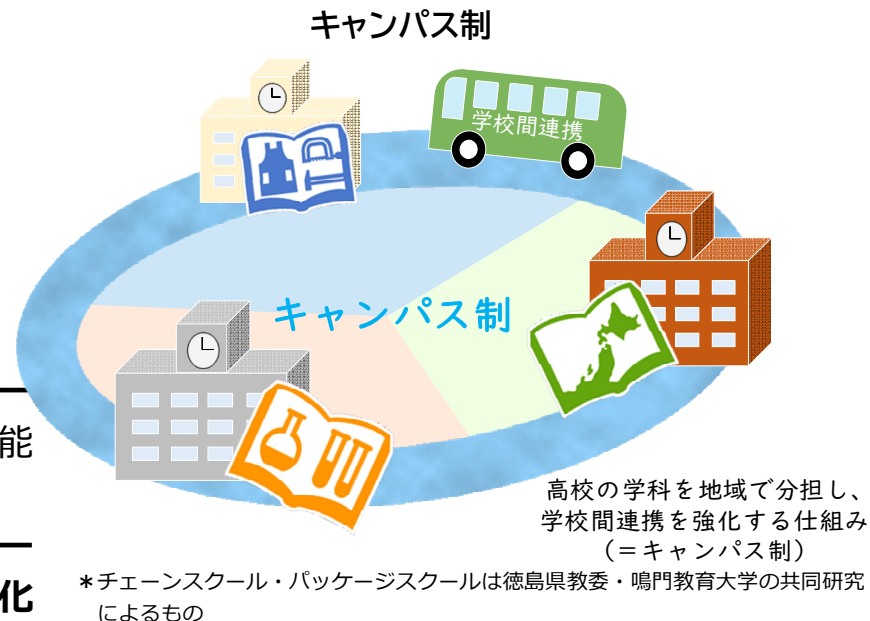 キャンパス制
学校間連携
キャンパス制
能
高校の学科を地域で分担し、
学校間連携を強化する仕組み
(=キャンパス制)
化
*チェーンスクール・パッケージスクールは徳島県教委・鳴門教育大学の共同研究
によるもの